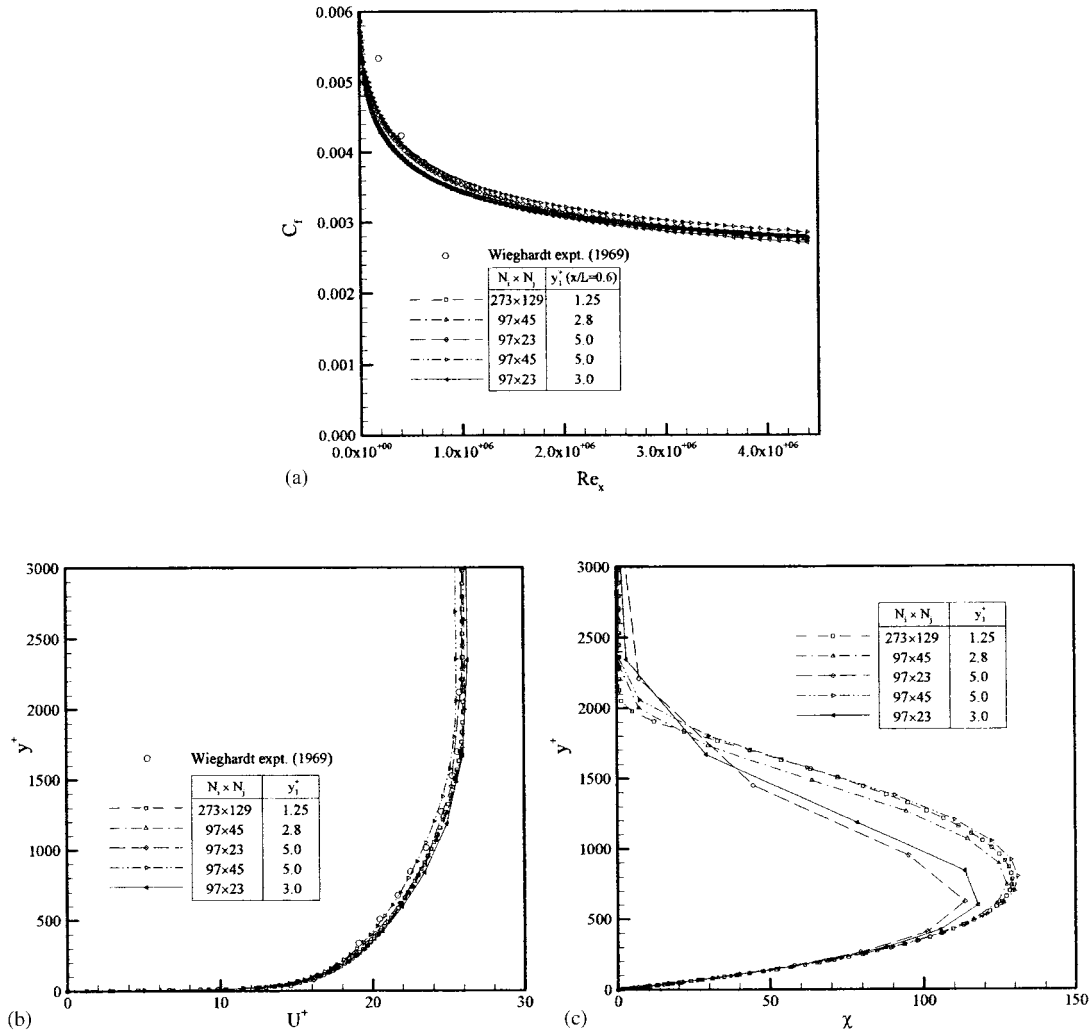 0.006
0.005
0.004
0.003
0.002
0.001
0.000
C_f
Wieghardt expt. (1969)
N_i × N_j y_1^+ (x/L=0.6)
273×129 1.25
97×45 2.8
97×23 5.0
97×45 5.0
97×23 3.0
0.0x10^+00 1.0x10^+06 2.0x10^+06 3.0x10^+06 4.0x10^+06
(a)
Re_x
3000
2500
2000
1500
1000
500
0
y^+
Wieghardt expt. (1969)
N_i × N_j y_1^+
273×129 1.25
97×45 2.8
97×23 5.0
97×45 5.0
97×23 3.0
0 10 20 30
(b)
U^+
3000
2500
2000
1500
1000
500
0
y^+
N_i × N_j y_1^+
273×129 1.25
97×45 2.8
97×23 5.0
97×45 5.0
97×23 3.0
0 50 100 150
(c)
χ